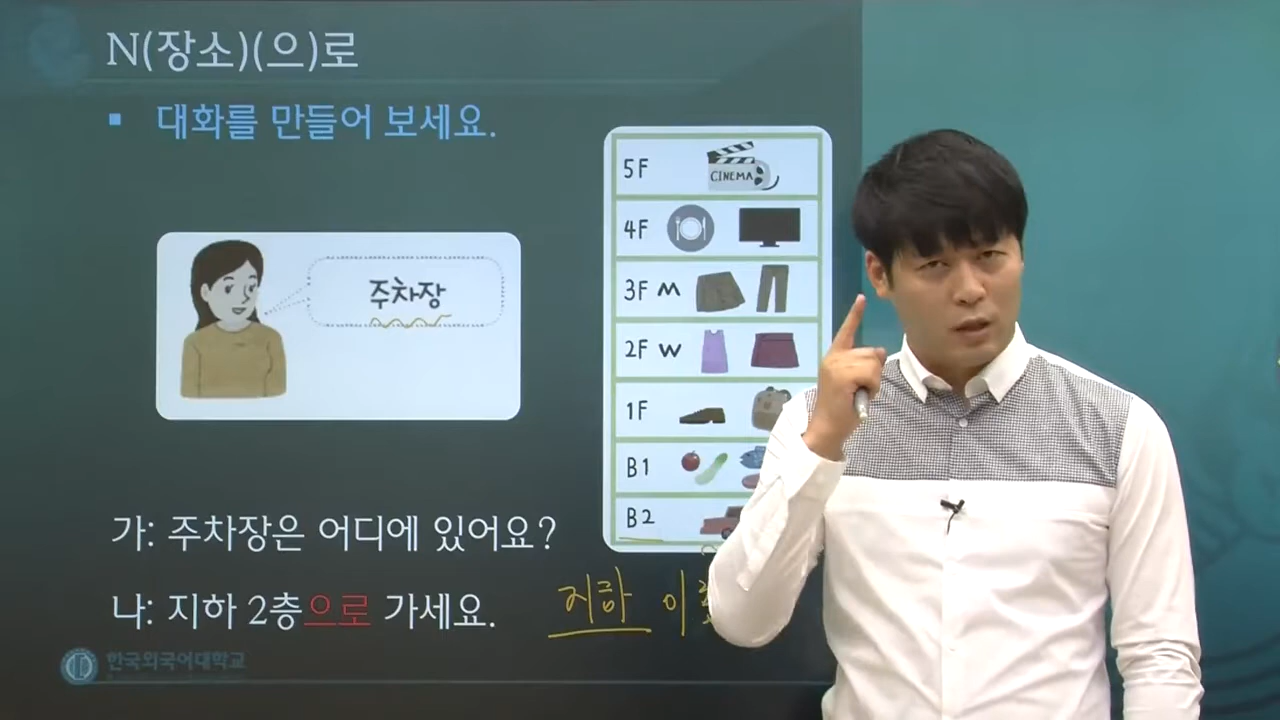 N(장소)(으)로
▪ 대화를 만들어 보세요.
주차장
5F CINEMA
4F
3F M
2F W
1F
B1
B2
가: 주차장은 어디에 있어요?
나: 지하 2층으로 가세요.
지하 이
한국외국어대학교